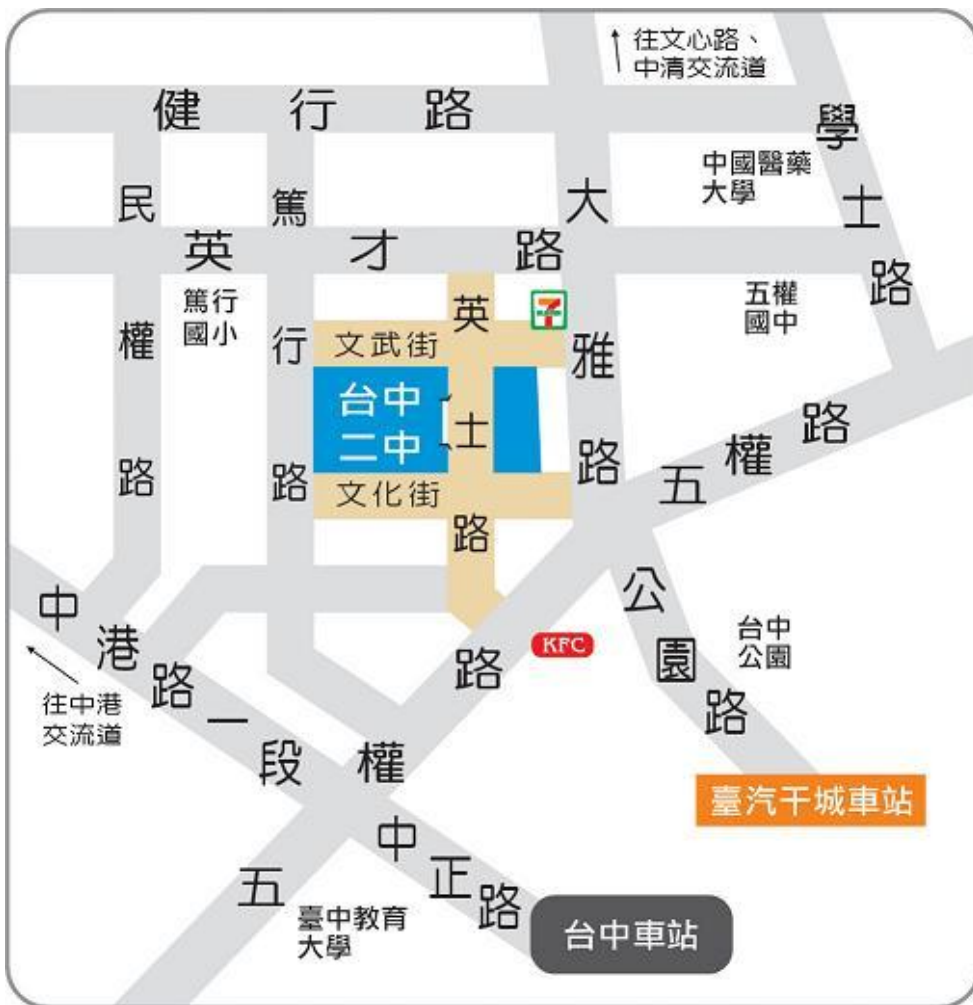 往文心路、
中清交流道
健行路
學士路
中國醫藥
大學
民權路
篤行路
大雅路
英才路
篤行
國小
英士路
7
五權
國中
文武街
台中
二中
五權路
文化街
公園路
台中
公園
KFC
中港路一段
往中港
交流道
五權路
臺汽干城車站
中正路
臺中教育
大學
台中車站